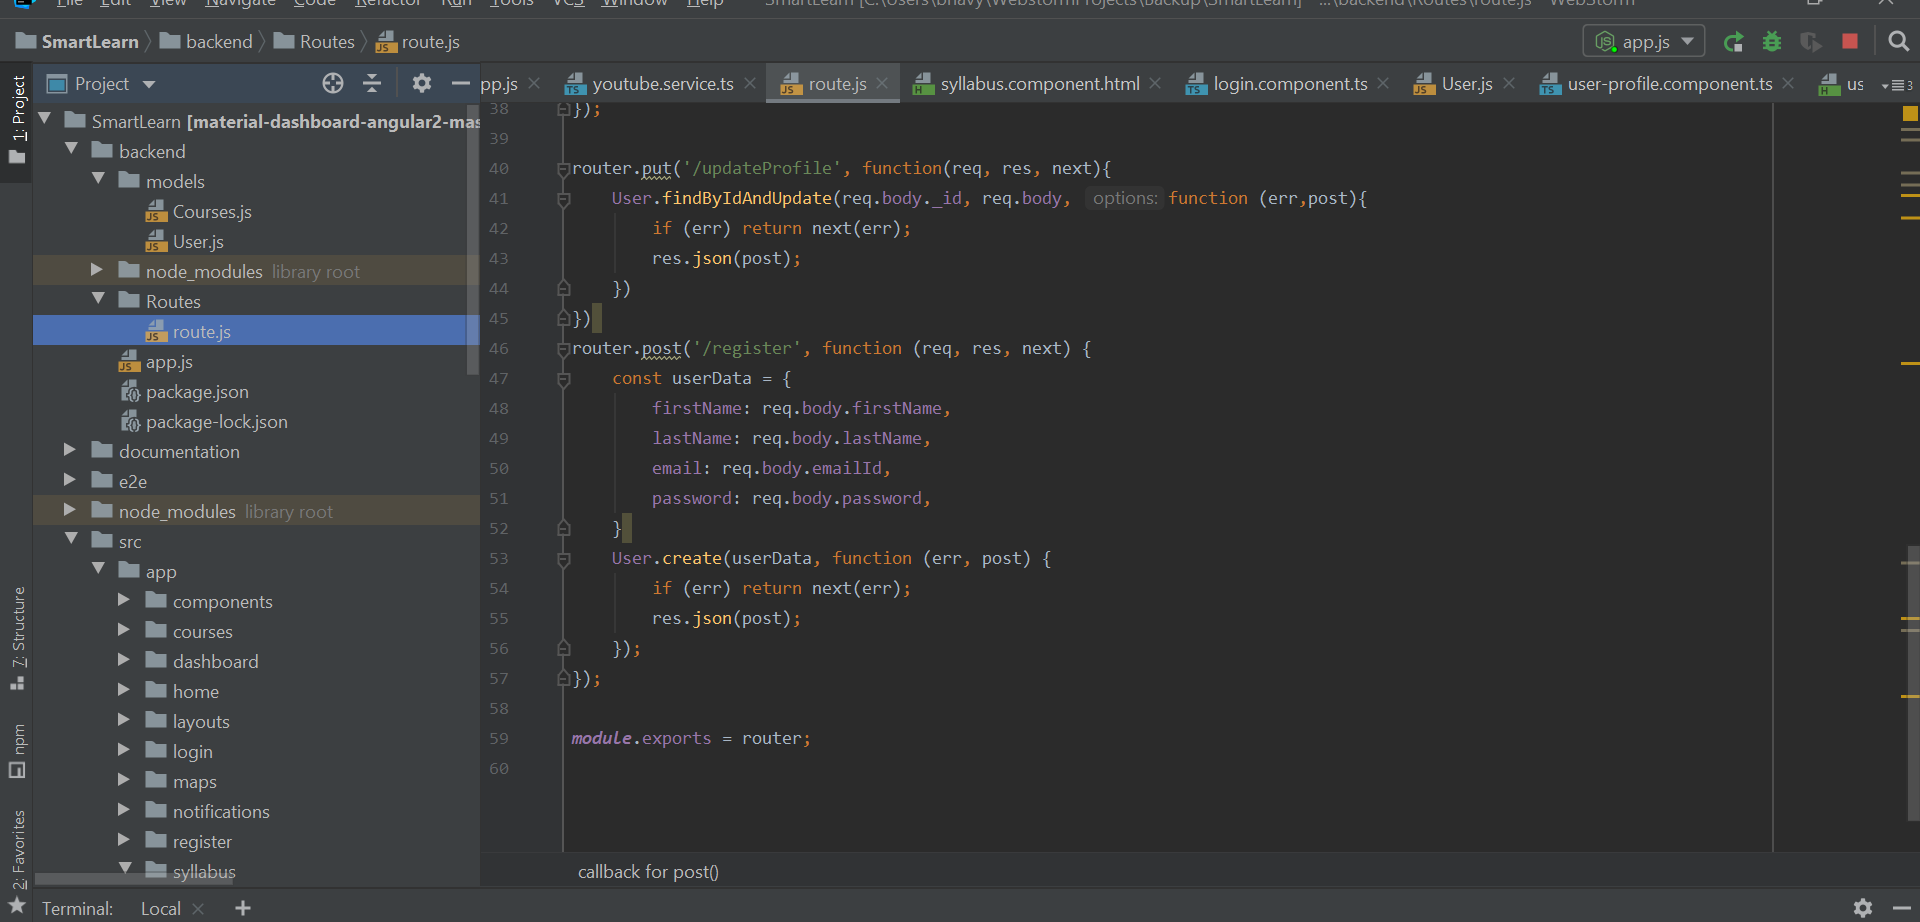 File Edit View Navigate Code Refactor Run Tools VCS Window Help SmartLearn [C:\Users\bhavy\WebstormProjects\Backup\SmartLearn] - ...\backend\Routes\route.js - WebStorm
SmartLearn backend Routes route.js app.js
Project
pp.js youtube.service.ts route.js syllabus.component.html login.component.ts User.js user-profile.component.ts us 3
1: Project
7: Structure
npm
2: Favorites
SmartLearn [material-dashboard-angular2-mas
backend
models
Courses.js
User.js
node_modules library root
Routes
route.js
app.js
package.json
package-lock.json
documentation
e2e
node_modules library root
src
app
components
courses
dashboard
home
layouts
login
maps
notifications
register
syllabus
38 });
39
40 router.put('/updateProfile', function(req, res, next){
41 User.findByIdAndUpdate(req.body._id, req.body, options: function (err,post){
42 if (err) return next(err);
43 res.json(post);
44 })
45 })
46 router.post('/register', function (req, res, next) {
47 const userData = {
48 firstName: req.body.firstName,
49 lastName: req.body.lastName,
50 email: req.body.emailId,
51 password: req.body.password,
52 }
53 User.create(userData, function (err, post) {
54 if (err) return next(err);
55 res.json(post);
56 });
57 });
58
59 module.exports = router;
60
callback for post()
Terminal: Local +